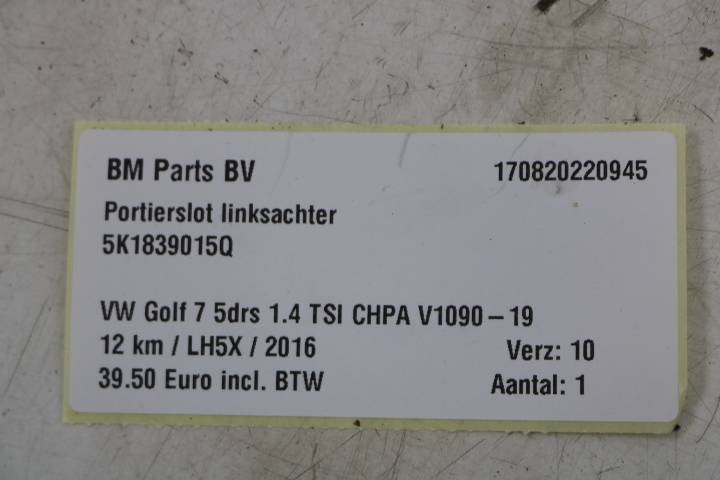 BM Parts BV 170820220945
Portierslot linksachter
5K1839015Q
VW Golf 7 5drs 1.4 TSI CHPA V1090-19
12 km / LH5X / 2016 Verz: 10
39.50 Euro incl. BTW Aantal: 1